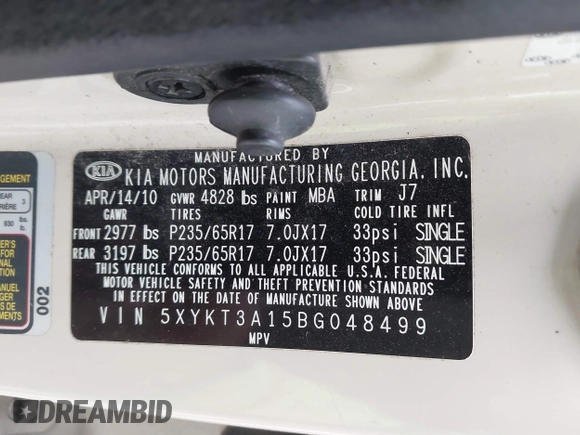 MANUFACTURED BY
KIA KIA MOTORS MANUFACTURING GEORGIA, INC.
APR/14/10 GVWR 4828 lbs PAINT MBA TRIM J7
GAWR TIRES RIMS COLD TIRE INFL
FRONT 2977 lbs P235/65R17 7.0JX17 33psi SINGLE
REAR 3197 lbs P235/65R17 7.0JX17 33psi SINGLE
THIS VEHICLE CONFORMS TO ALL APPLICABLE U.S.A. FEDERAL
MOTOR VEHICLE SAFETY AND THEFT PREVENTION STANDARDS
IN EFFECT ON THE DATE OF MANUFACTURE SHOWN ABOVE.
VIN 5XYKT3A15BG048499
MPV
002
DREAMBID